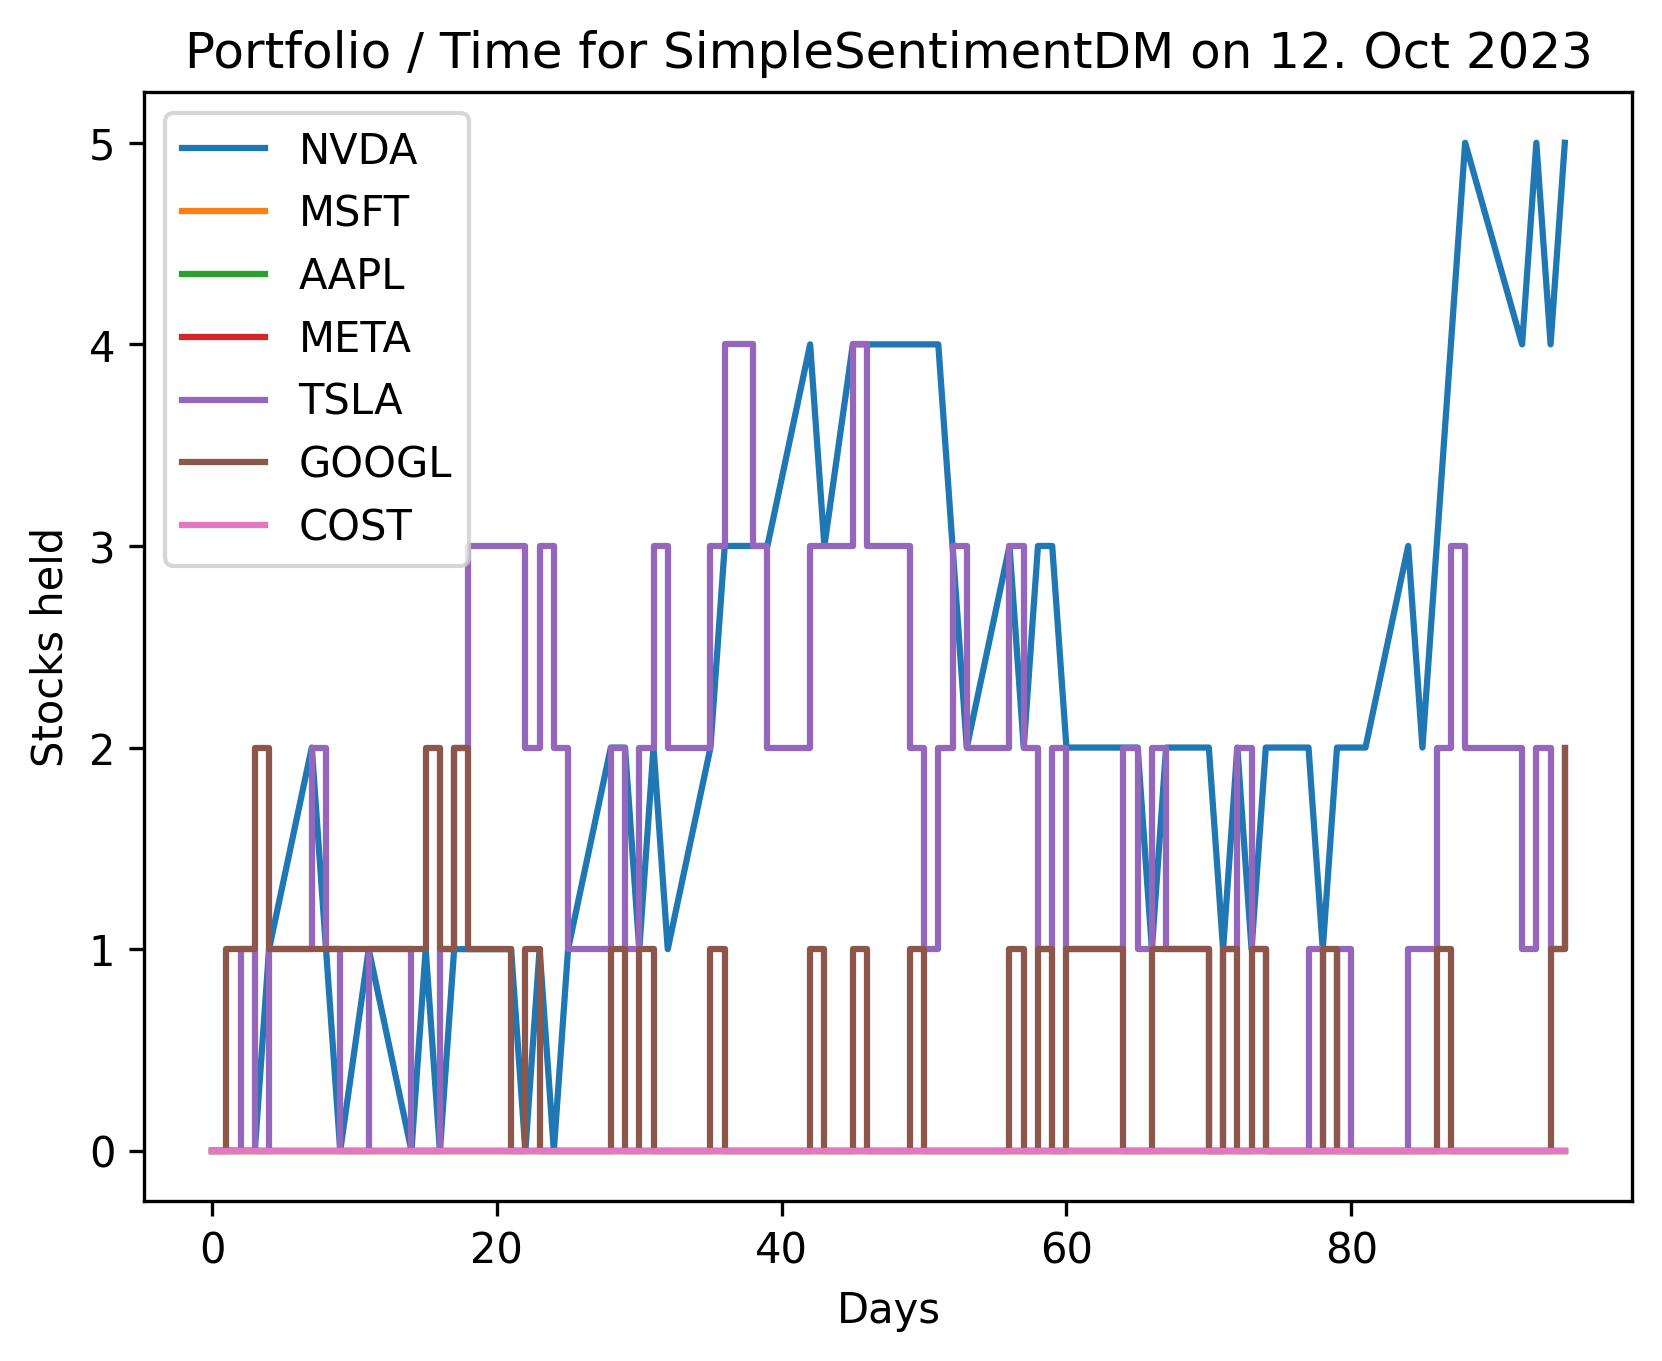 Portfolio / Time for SimpleSentimentDM on 12. Oct 2023
NVDA
MSFT
AAPL
META
TSLA
GOOGL
COST
Stocks held
5
4
3
2
1
0
0 20 40 60 80
Days